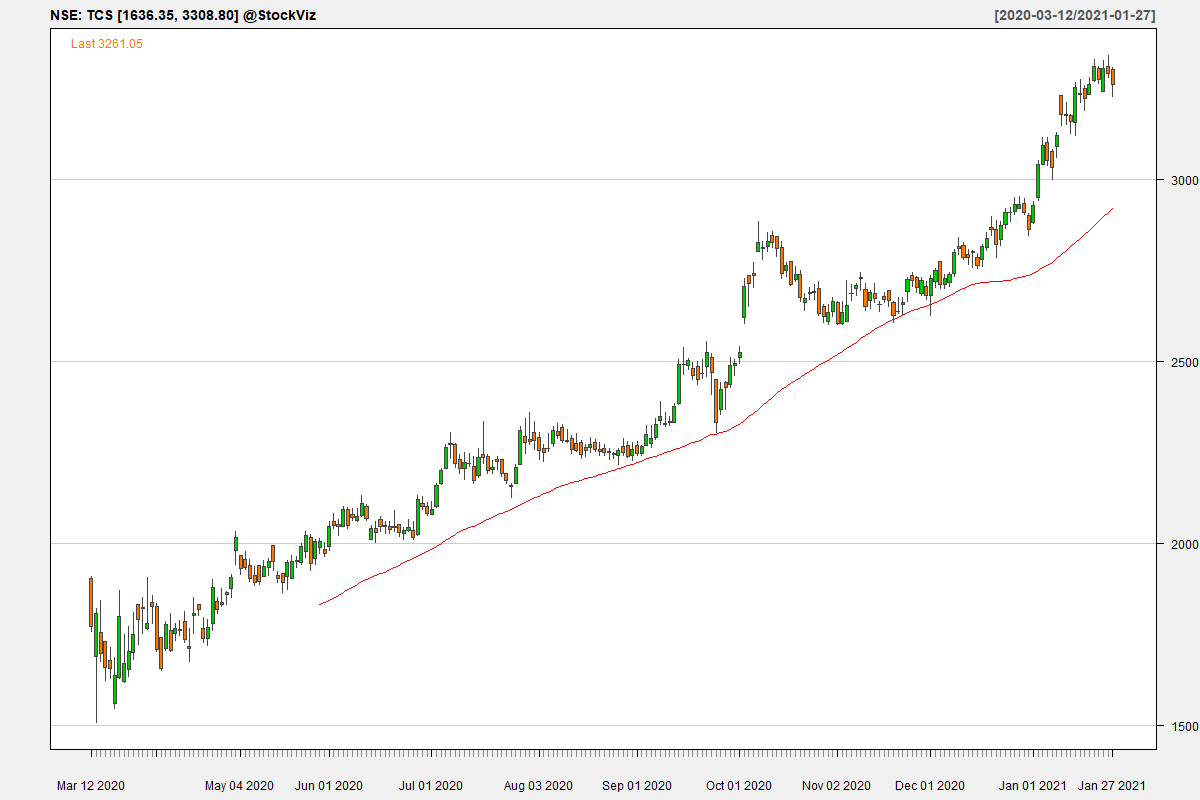 NSE: TCS [1636.35, 3308.80] @StockViz [2020-03-12/2021-01-27]
Last 3261.05
3000
2500
2000
1500
Mar 12 2020 May 04 2020 Jun 01 2020 Jul 01 2020 Aug 03 2020 Sep 01 2020 Oct 01 2020 Nov 02 2020 Dec 01 2020 Jan 01 2021 Jan 27 2021